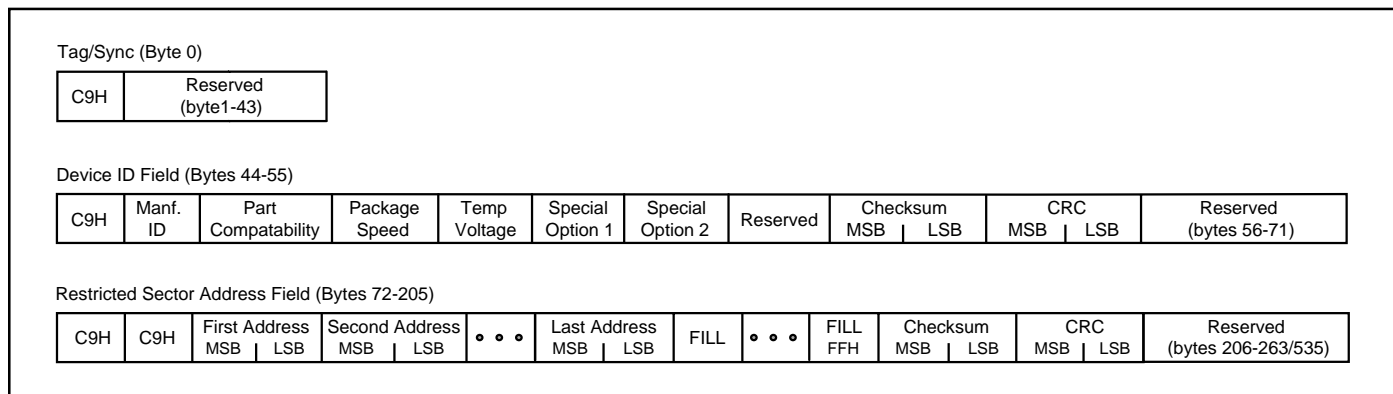 Tag/Sync (Byte 0)
C9H Reserved (byte1-43)
Device ID Field (Bytes 44-55)
C9H Manf. ID Part Compatability Package Speed Temp Voltage Special Option 1 Special Option 2 Reserved Checksum MSB LSB CRC MSB LSB Reserved (bytes 56-71)
Restricted Sector Address Field (Bytes 72-205)
C9H C9H First Address MSB LSB Second Address MSB LSB Last Address MSB LSB FILL FILL FFH Checksum MSB LSB CRC MSB LSB Reserved (bytes 206-263/535)